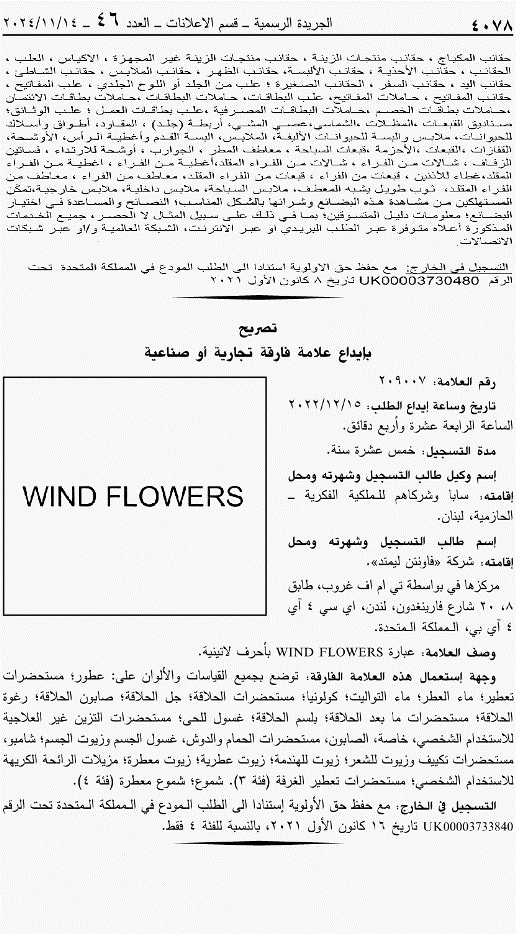 ٤٠٧٨ الجريدة الرسمية ــ قسم الاعلانات ــ العدد ٤٦ ــ ٢٠٢٤/١١/١٤
حقائب المكياج ، حقائب منتجات الزينة ، حقائب منتجات الزينة غير المجهزة ، الاكياس ، العلب ،
الحقائب ، حقائب الأحذية ، حقائب الألبسة، حقائب الظهر ، حقائب الملابس ، حقائب الشاطئ ،
حقائب اليد ، حقائب السفر ، الحقائب الصغيرة ؛ علب من الجلد أو اللوح الجلدي ، علب المفاتيح ،
حقائب المفاتيح ، حاملات المفاتيح، علب البطاقات، حاملات البطاقات، حاملات بطاقات الائتمان
،حاملات بطاقات الخصم ،حاملات البطاقات المصرفية ،علب بطاقات العمل ؛ علب الوثائق؛
صناديق القبعات ،المظلات ،الشماسي،عصي المشي، أربطة (جلد) ، المقاود، أطواق وأسلاك
للحيوانات، ملابس والبسة للحيوانات الأليفة، الملابس، البسة القدم وأغطية الرأس، الأوشحة،
القفازات ،القبعات ،الأحزمة ،قبعات السباحة ، معاطف المطر ، الجوارب ، أوشحة للارتداء ، فساتين
الزفاف ، شالات من الفراء ، شالات من الفراء المقلد،أغطية من الفراء ، اغطية من الفراء
المقلد،غطاء للأذنين ، قبعات من الفراء ، قبعات من الفراء المقلد، معاطف من الفراء ، معاطف من
الفراء المقلد، ثوب طويل يشبه المعطف، ملابس السباحة، ملابس داخلية، ملابس خارجية،تمكن
المستهلكين من مشاهدة هذه البضائع وشرائها بالشكل المناسب؛ النصائح والمساعدة في اختيار
البضائع؛ معلومات دليل المتسوقين؛ بما في ذلك على سبيل المثال لا الحصر، جميع الخدمات
المذكورة أعلاه متوفرة عبر الطلب البريدي او عبر الانترنت، الشبكة العالمية و/او عبر شبكات
الاتصالات.
التسجيل في الخارج: مع حفظ حق الاولوية استنادا الى الطلب المودع في المملكة المتحدة تحت
الرقم UK00003730480 تاريخ ٨ كانون الأول ٢٠٢١
تصريح
بإيداع علامة فارقة تجارية أو صناعية
WIND FLOWERS
رقم العلامة: ٢٠٩٠٠٧
تاريخ وساعة إيداع الطلب: ٢٠٢٢/١٢/١٥
الساعة الرابعة عشرة وأربع دقائق.
مدة التسجيل: خمس عشرة سنة.
إسم وكيل طالب التسجيل وشهرته ومحل
إقامته: سابا وشركاهم للملكية الفكرية ــ
الحازمية، لبنان.
إسم طالب التسجيل وشهرته ومحل
إقامته: شركة «فاونتن ليمتد».
مركزها في بواسطة تي ام اف غروب، طابق
٨، ٢٠ شارع فارينغدون، لندن، اي سي ٤ آي
٤ آي بي، المملكة المتحدة.
وصف العلامة: عبارة WIND FLOWERS بأحرف لاتينية.
وجهة إستعمال هذه العلامة الفارقة: توضع بجميع القياسات والألوان على: عطور؛ مستحضرات
تعطير؛ ماء العطر؛ ماء التواليت؛ كولونيا؛ مستحضرات الحلاقة؛ جل الحلاقة؛ صابون الحلاقة؛ رغوة
الحلاقة؛ مستحضرات ما بعد الحلاقة؛ بلسم الحلاقة؛ غسول للحى؛ مستحضرات التزين غير العلاجية
للاستخدام الشخصي، خاصة، الصابون، مستحضرات الحمام والدوش، غسول الجسم وزيوت الجسم؛ شامبو،
مستحضرات تكييف وزيوت للشعر؛ زيوت للهندمة؛ زيوت عطرية؛ زيوت معطرة؛ مزيلات الرائحة الكريهة
للاستخدام الشخصي؛ مستحضرات تعطير الغرفة (فئة ٣). شموع؛ شموع معطرة (فئة ٤).
التسجيل في الخارج: مع حفظ حق الأولوية إستنادا الى الطلب المودع في المملكة المتحدة تحت الرقم
UK00003733840 تاريخ ١٦ كانون الأول ٢٠٢١، بالنسبة للفئة ٤ فقط.